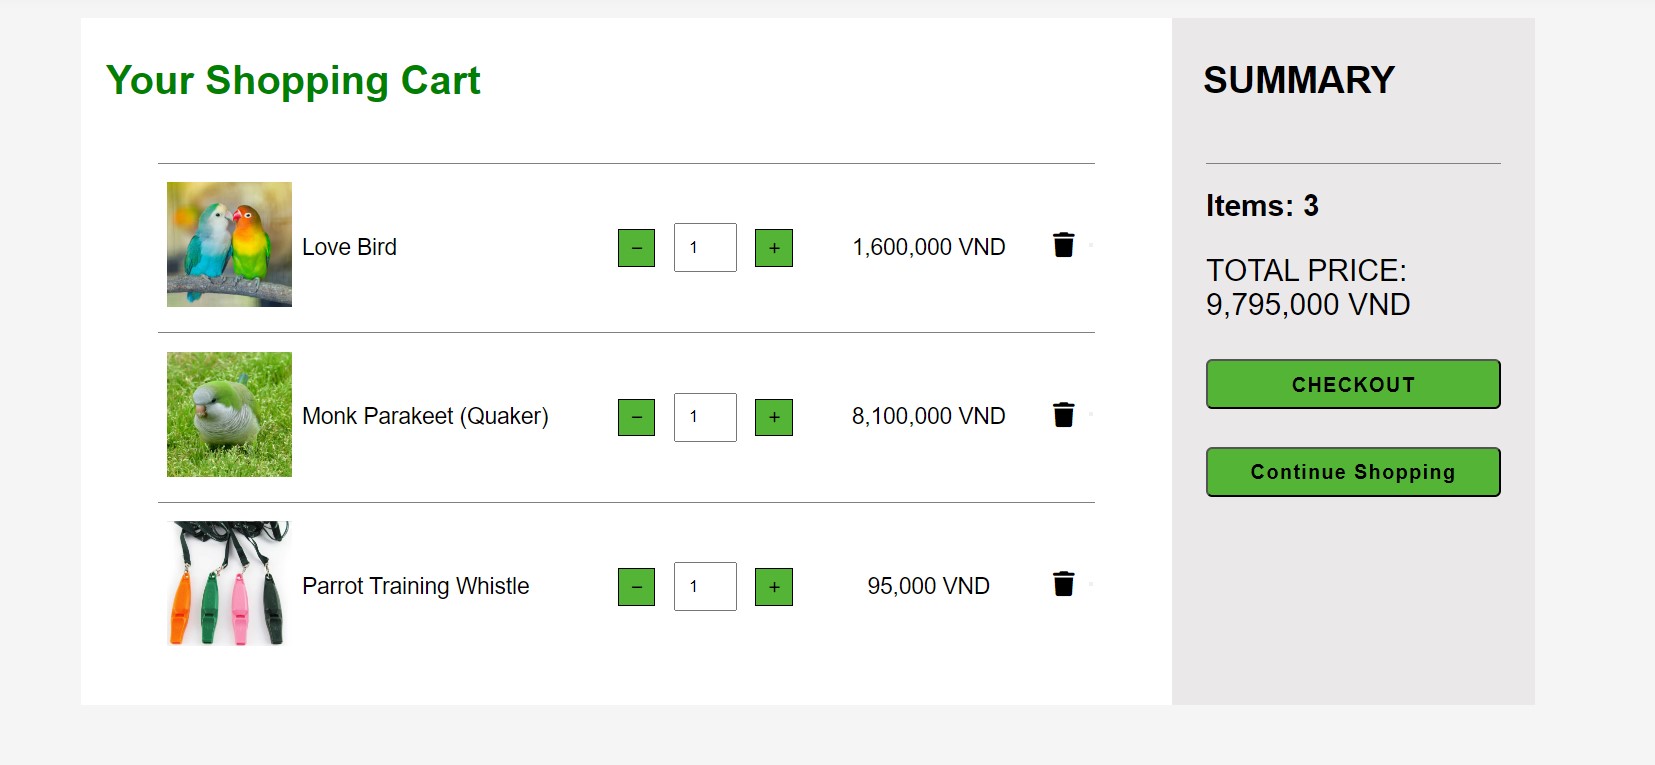 Your Shopping Cart
SUMMARY
Love Bird − 1 + 1,600,000 VND
Monk Parakeet (Quaker) − 1 + 8,100,000 VND
Parrot Training Whistle − 1 + 95,000 VND
Items: 3
TOTAL PRICE:
9,795,000 VND
CHECKOUT
Continue Shopping